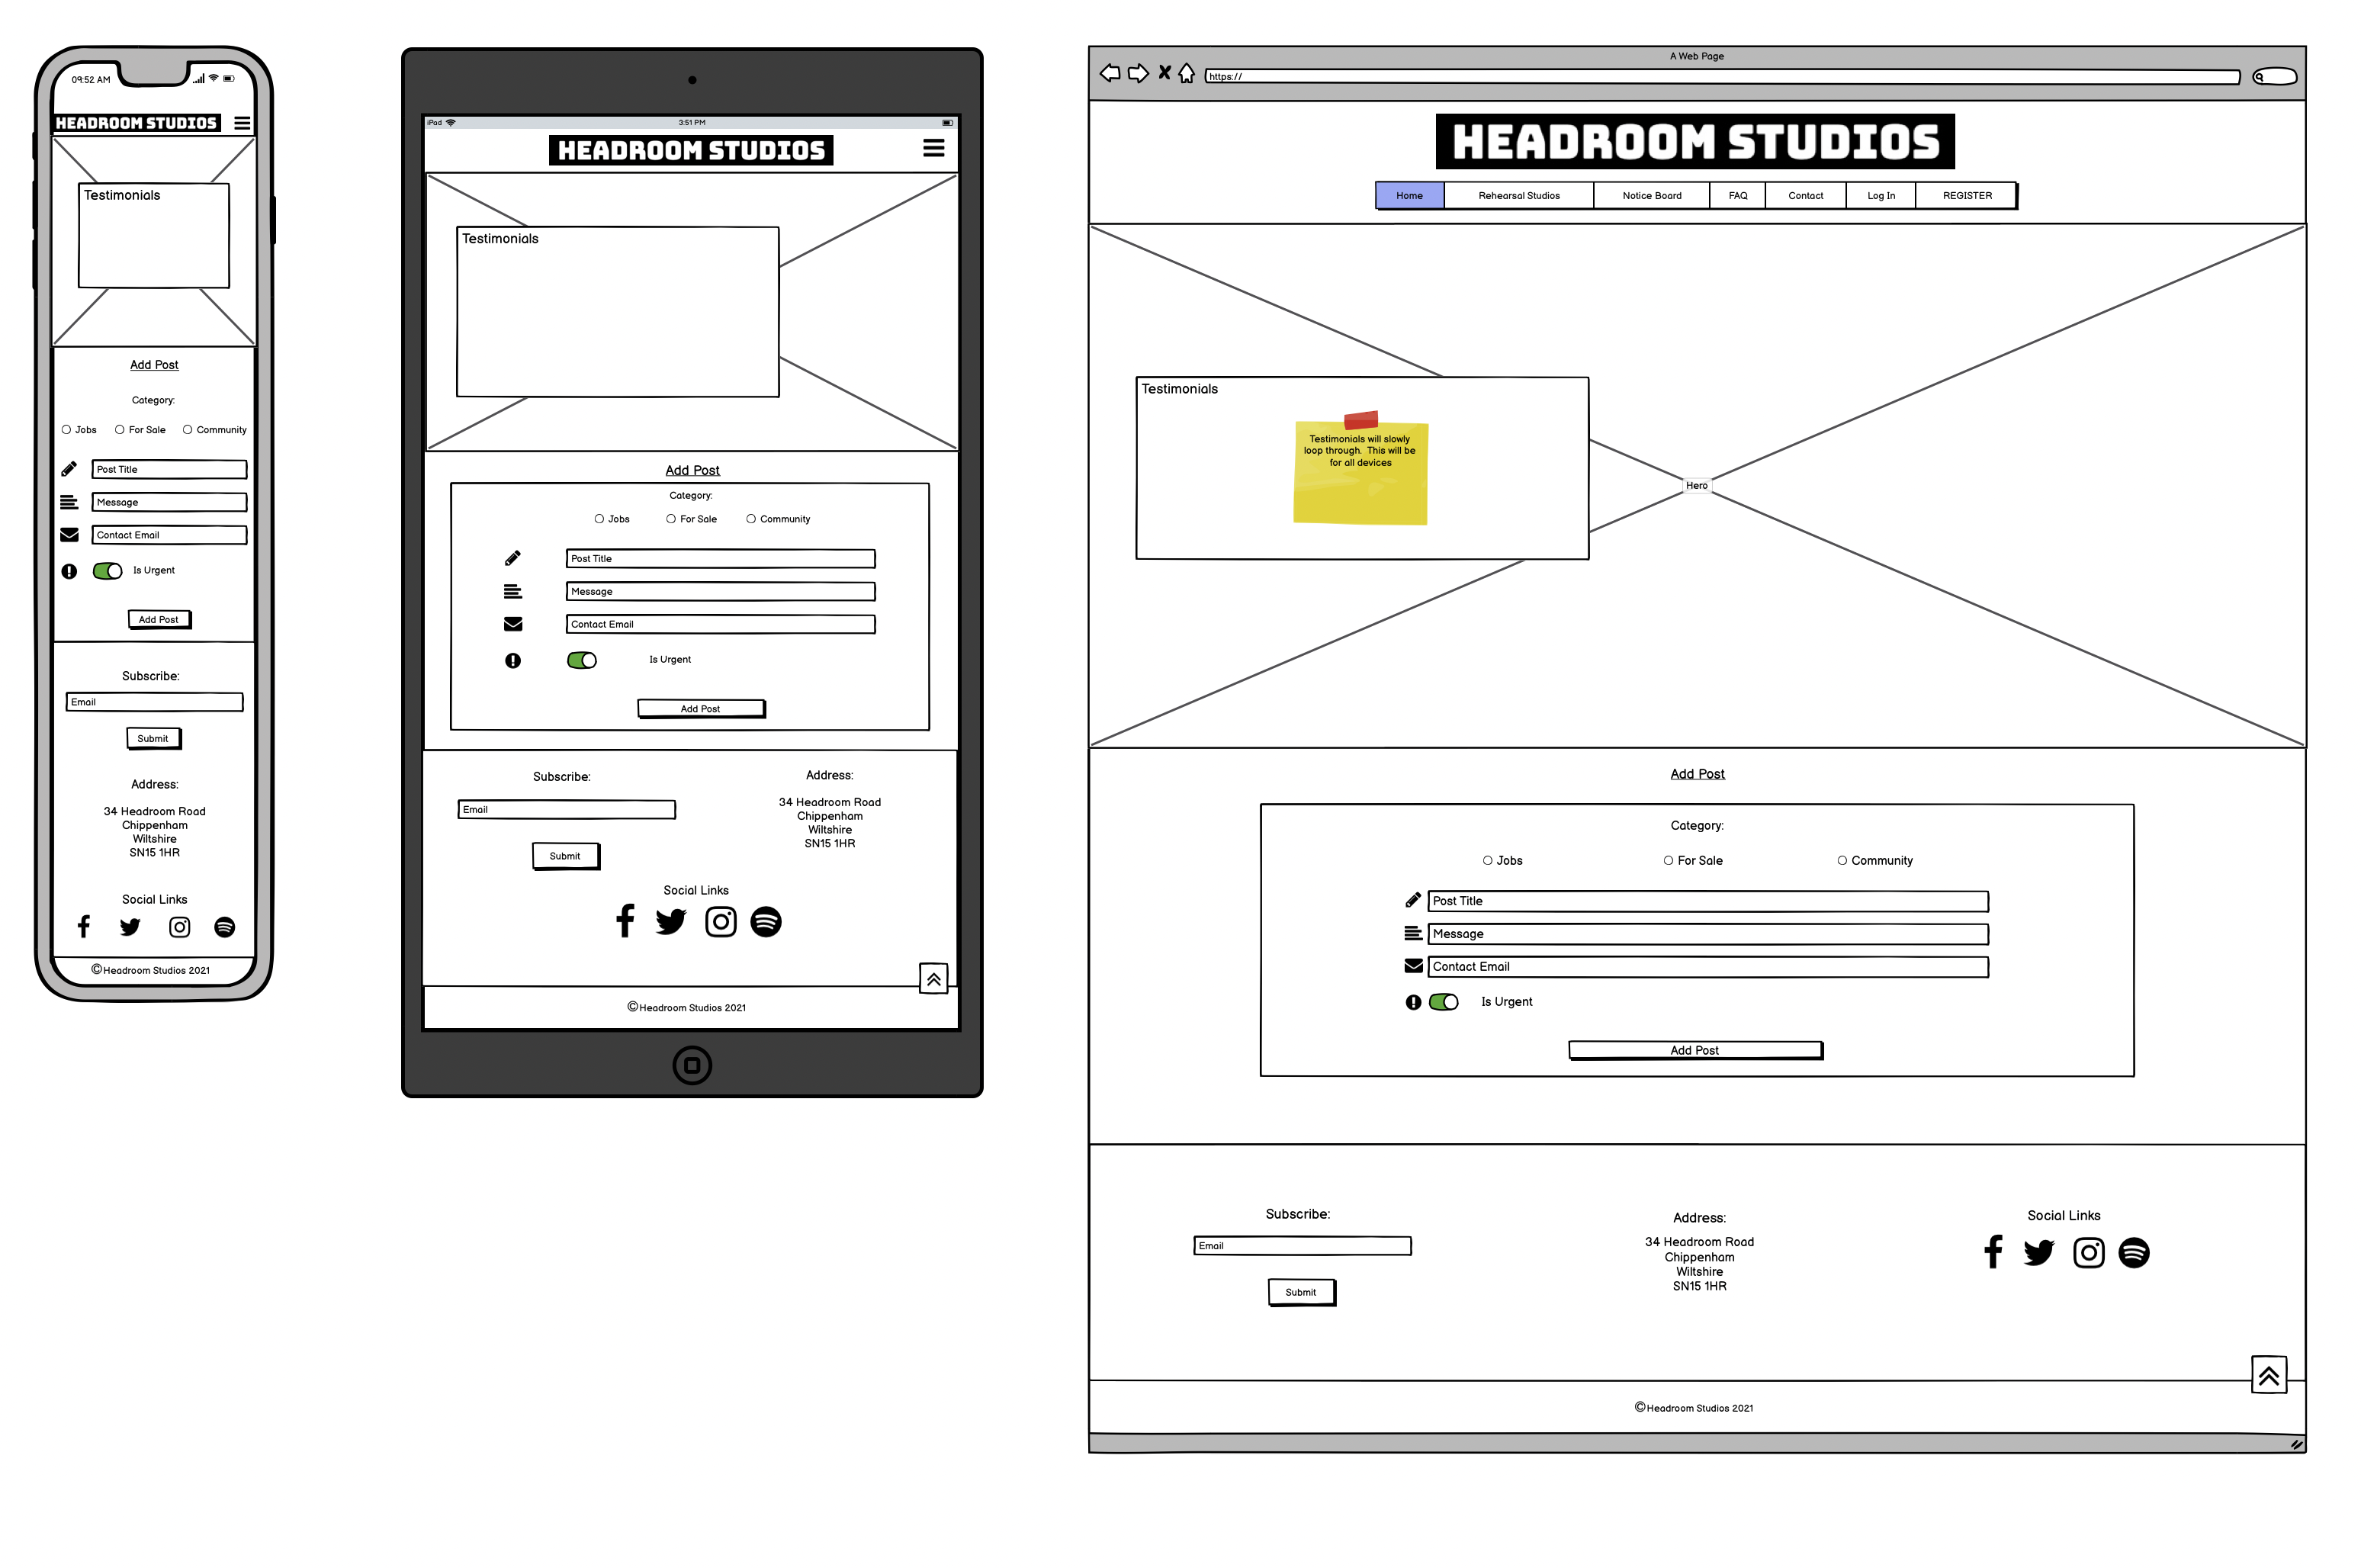 09:52 AM
HEADROOM STUDIOS
Testimonials
Add Post
Category:
Jobs For Sale Community
Post Title
Message
Contact Email
Is Urgent
Add Post
Subscribe:
Email
Submit
Address:
34 Headroom Road
Chippenham
Wiltshire
SN15 1HR
Social Links
©Headroom Studios 2021
iPad 3:51 PM
HEADROOM STUDIOS
Testimonials
Add Post
Category:
Jobs For Sale Community
Post Title
Message
Contact Email
Is Urgent
Add Post
Subscribe:
Email
Submit
Address:
34 Headroom Road
Chippenham
Wiltshire
SN15 1HR
Social Links
©Headroom Studios 2021
A Web Page
https://
HEADROOM STUDIOS
Home Rehearsal Studios Notice Board FAQ Contact Log In REGISTER
Testimonials
Testimonials will slowly
loop through. This will be
for all devices
Hero
Add Post
Category:
Jobs For Sale Community
Post Title
Message
Contact Email
Is Urgent
Add Post
Subscribe:
Email
Submit
Address:
34 Headroom Road
Chippenham
Wiltshire
SN15 1HR
Social Links
©Headroom Studios 2021